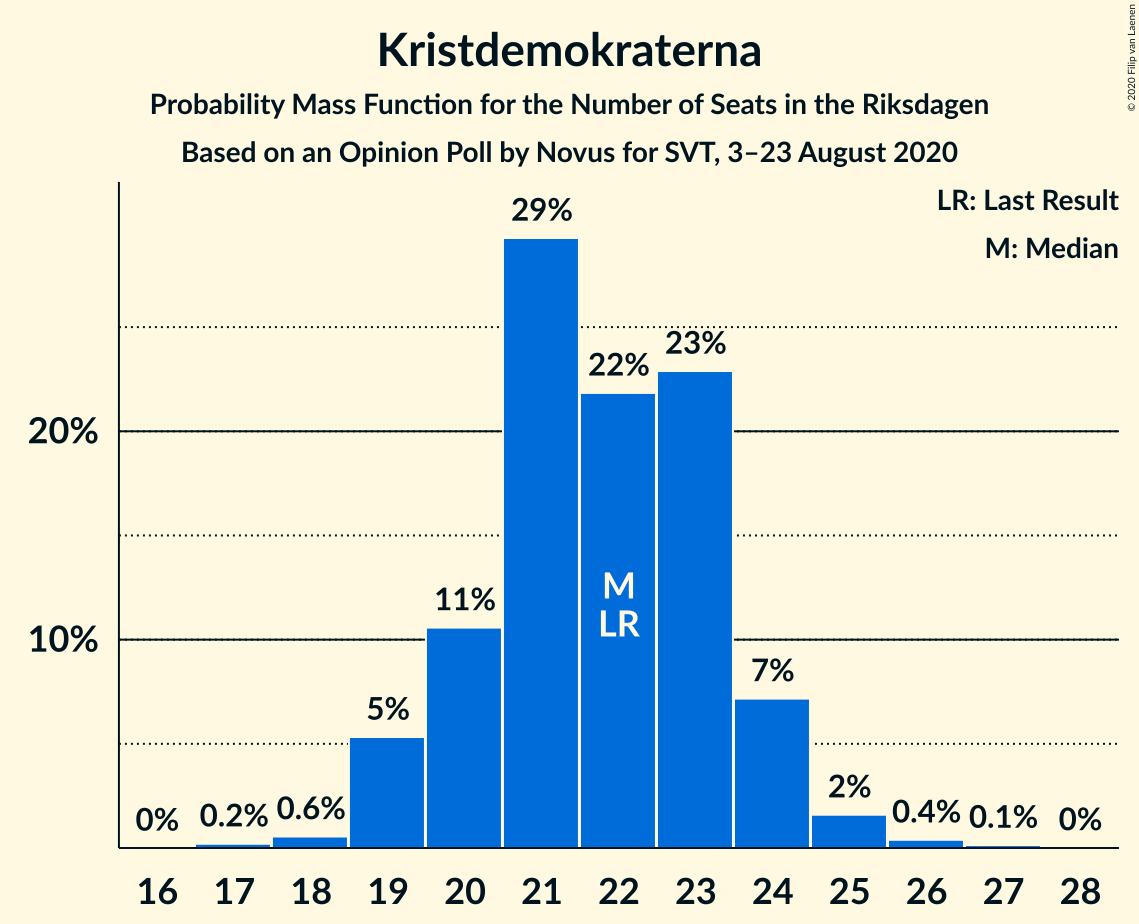 Kristdemokraterna
Probability Mass Function for the Number of Seats in the Riksdagen
Based on an Opinion Poll by Novus for SVT, 3–23 August 2020
© 2020 Filip van Laenen
LR: Last Result
M: Median
20%
10%
0%
0.2%
0.6%
5%
11%
29%
22%
23%
7%
2%
0.4%
0.1%
0%
M
LR
16 17 18 19 20 21 22 23 24 25 26 27 28